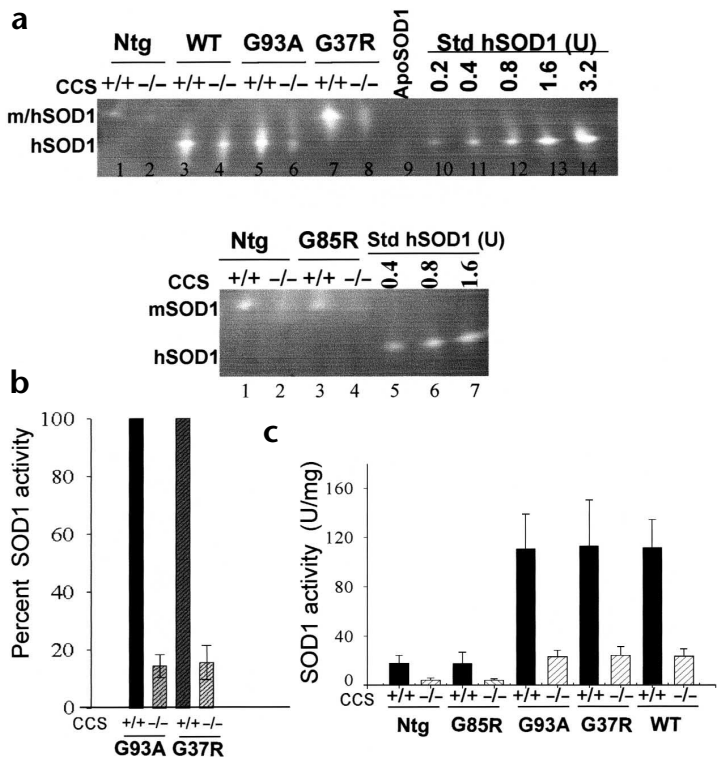 a
Ntg WT G93A G37R ApoSOD1 Std hSOD1 (U)
0.2 0.4 0.8 1.6 3.2
CCS +/+ –/– +/+ –/– +/+ –/– +/+ –/–
m/hSOD1
hSOD1
1 2 3 4 5 6 7 8 9 10 11 12 13 14
Ntg G85R Std hSOD1 (U)
CCS +/+ –/– +/+ –/– 0.4 0.8 1.6
mSOD1
hSOD1
1 2 3 4 5 6 7
b
Percent SOD1 activity
100
80
60
40
20
0
CCS +/+ –/– +/+ –/–
G93A G37R
c
SOD1 activity (U/mg)
160
120
80
40
0
CCS +/+ –/– +/+ –/– +/+ –/– +/+ –/– +/+ –/–
Ntg G85R G93A G37R WT